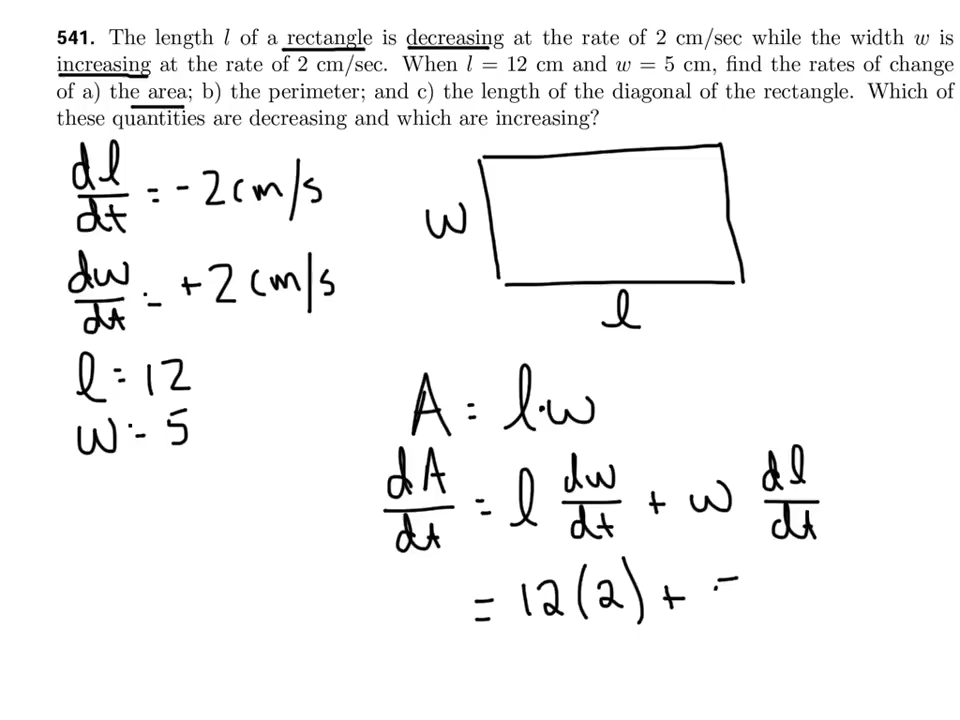 541. The length l of a rectangle is decreasing at the rate of 2 cm/sec while the width w is
increasing at the rate of 2 cm/sec. When l = 12 cm and w = 5 cm, find the rates of change
of a) the area; b) the perimeter; and c) the length of the diagonal of the rectangle. Which of
these quantities are decreasing and which are increasing?
dl/dt = -2 cm/s
dw/dt = +2 cm/s
l = 12
w = 5
w
l
A = l·w
dA/dt = l dw/dt + w dl/dt
= 12(2) +